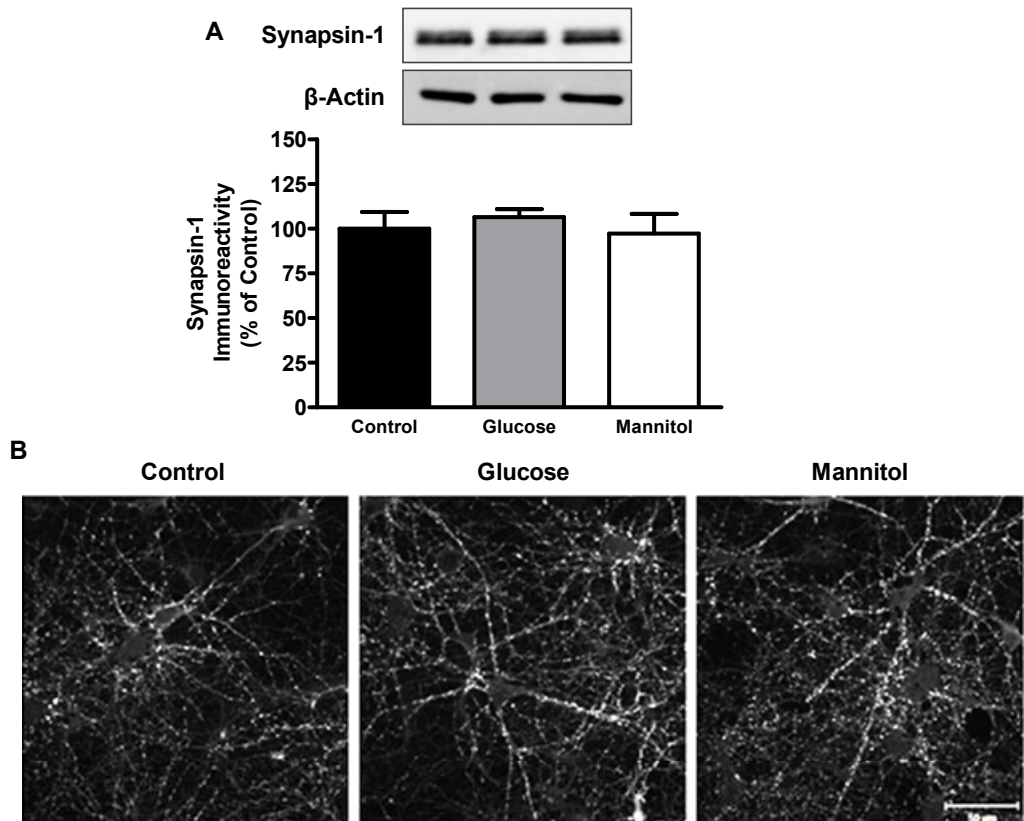 A Synapsin-1
β-Actin
150
125
100
75
50
25
0
Synapsin-1
Immunoreactivity
(% of Control)
Control Glucose Mannitol
B
Control Glucose Mannitol